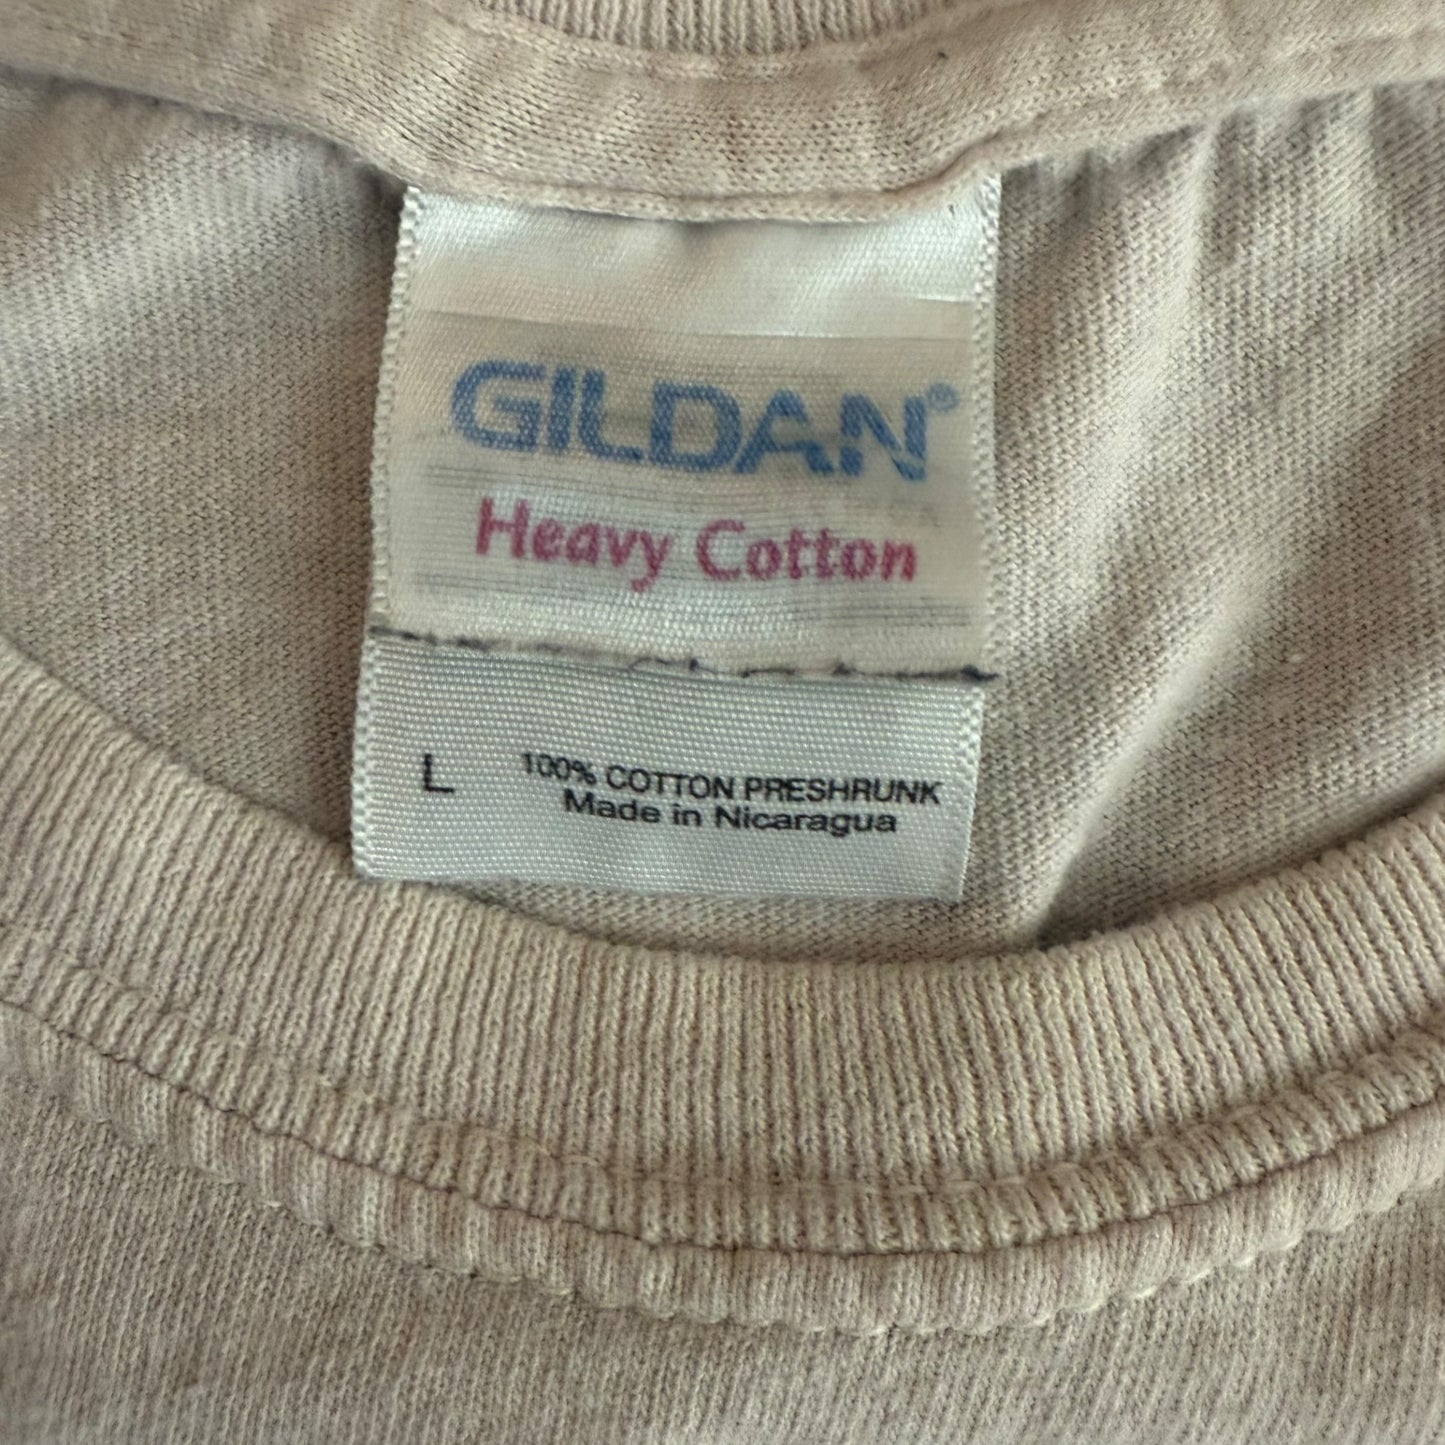 GILDAN®
Heavy Cotton
L 100% COTTON PRESHRUNK
Made in Nicaragua